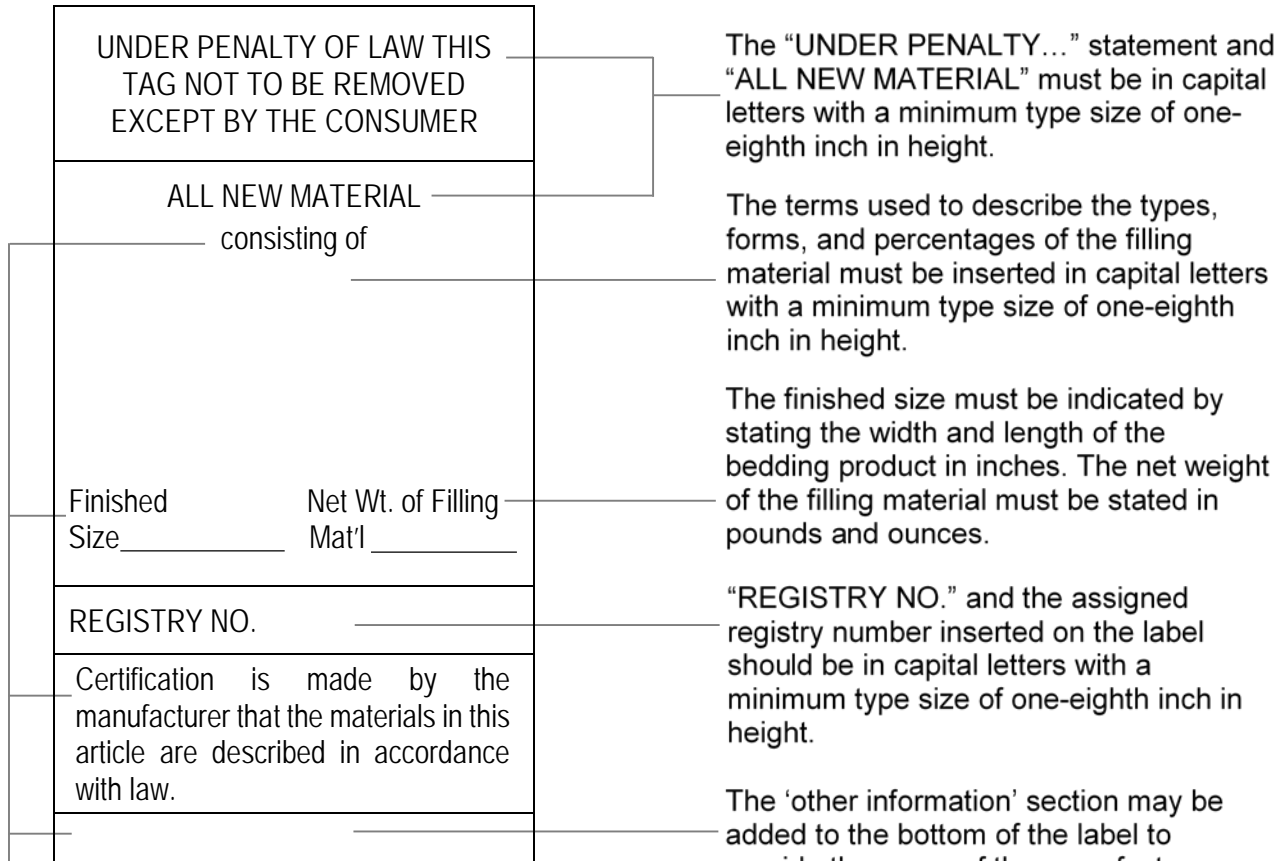 UNDER PENALTY OF LAW THIS
TAG NOT TO BE REMOVED
EXCEPT BY THE CONSUMER
ALL NEW MATERIAL
consisting of
Finished
Size____________
Net Wt. of Filling
Mat'l ___________
REGISTRY NO.
Certification is made by the
manufacturer that the materials in this
article are described in accordance
with law.
The “UNDER PENALTY…” statement and
“ALL NEW MATERIAL” must be in capital
letters with a minimum type size of one-
eighth inch in height.
The terms used to describe the types,
forms, and percentages of the filling
material must be inserted in capital letters
with a minimum type size of one-eighth
inch in height.
The finished size must be indicated by
stating the width and length of the
bedding product in inches. The net weight
of the filling material must be stated in
pounds and ounces.
“REGISTRY NO.” and the assigned
registry number inserted on the label
should be in capital letters with a
minimum type size of one-eighth inch in
height.
The ‘other information’ section may be
added to the bottom of the label to